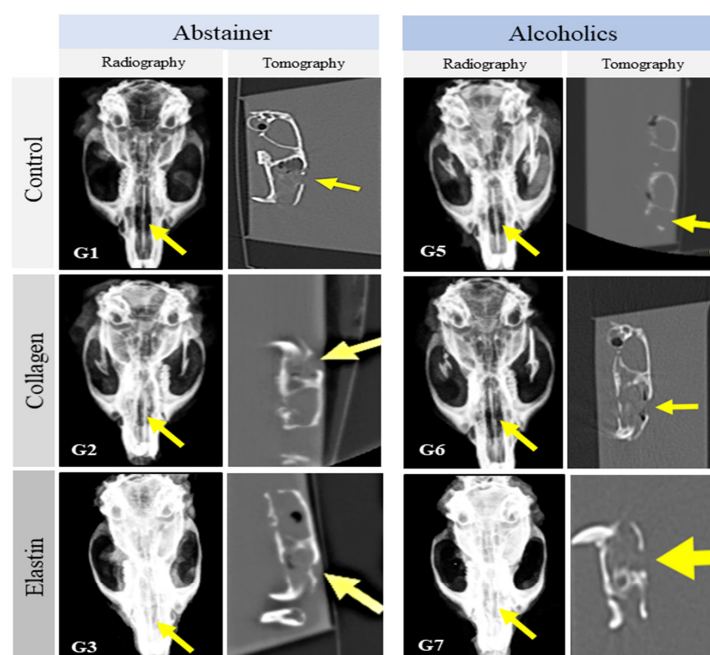 Abstainer
Alcoholics
Radiography
Tomography
Radiography
Tomography
Control
G1
G5
Collagen
G2
G6
Elastin
G3
G7